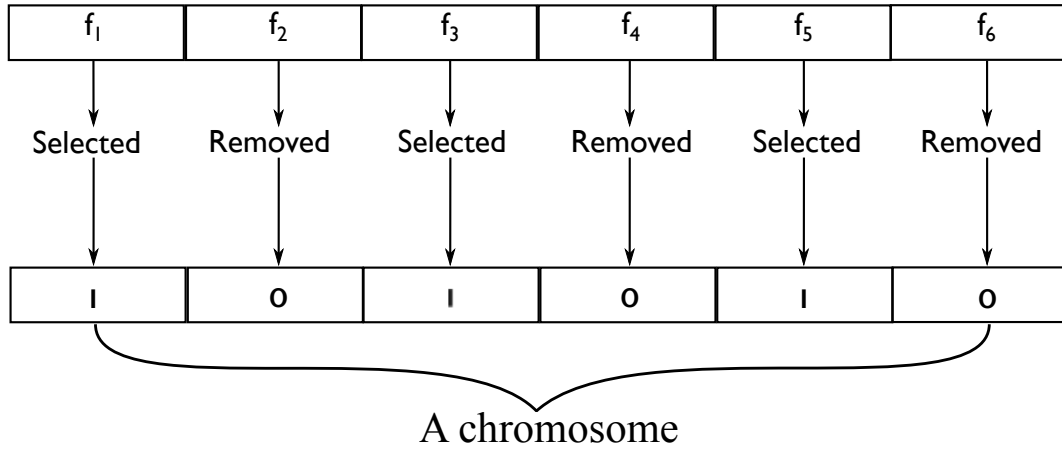 f₁ f₂ f₃ f₄ f₅ f₆
Selected Removed Selected Removed Selected Removed
1 0 1 0 1 0
A chromosome